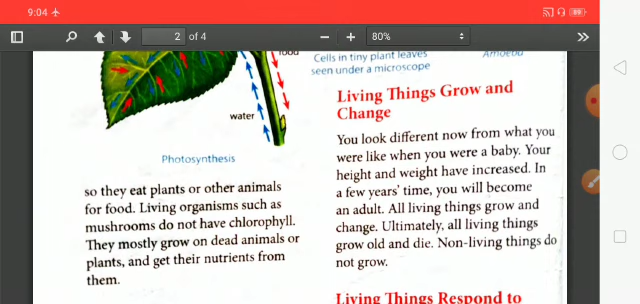 9:04
2 of 4
80%
food
water
Photosynthesis
so they eat plants or other animals
for food. Living organisms such as
mushrooms do not have chlorophyll.
They mostly grow on dead animals or
plants, and get their nutrients from
them.
Cells in tiny plant leaves
seen under a microscope
Amoeba
Living Things Grow and
Change
You look different now from what you
were like when you were a baby. Your
height and weight have increased. In
a few years' time, you will become
an adult. All living things grow and
change. Ultimately, all living things
grow old and die. Non-living things do
not grow.
Living Things Respond to